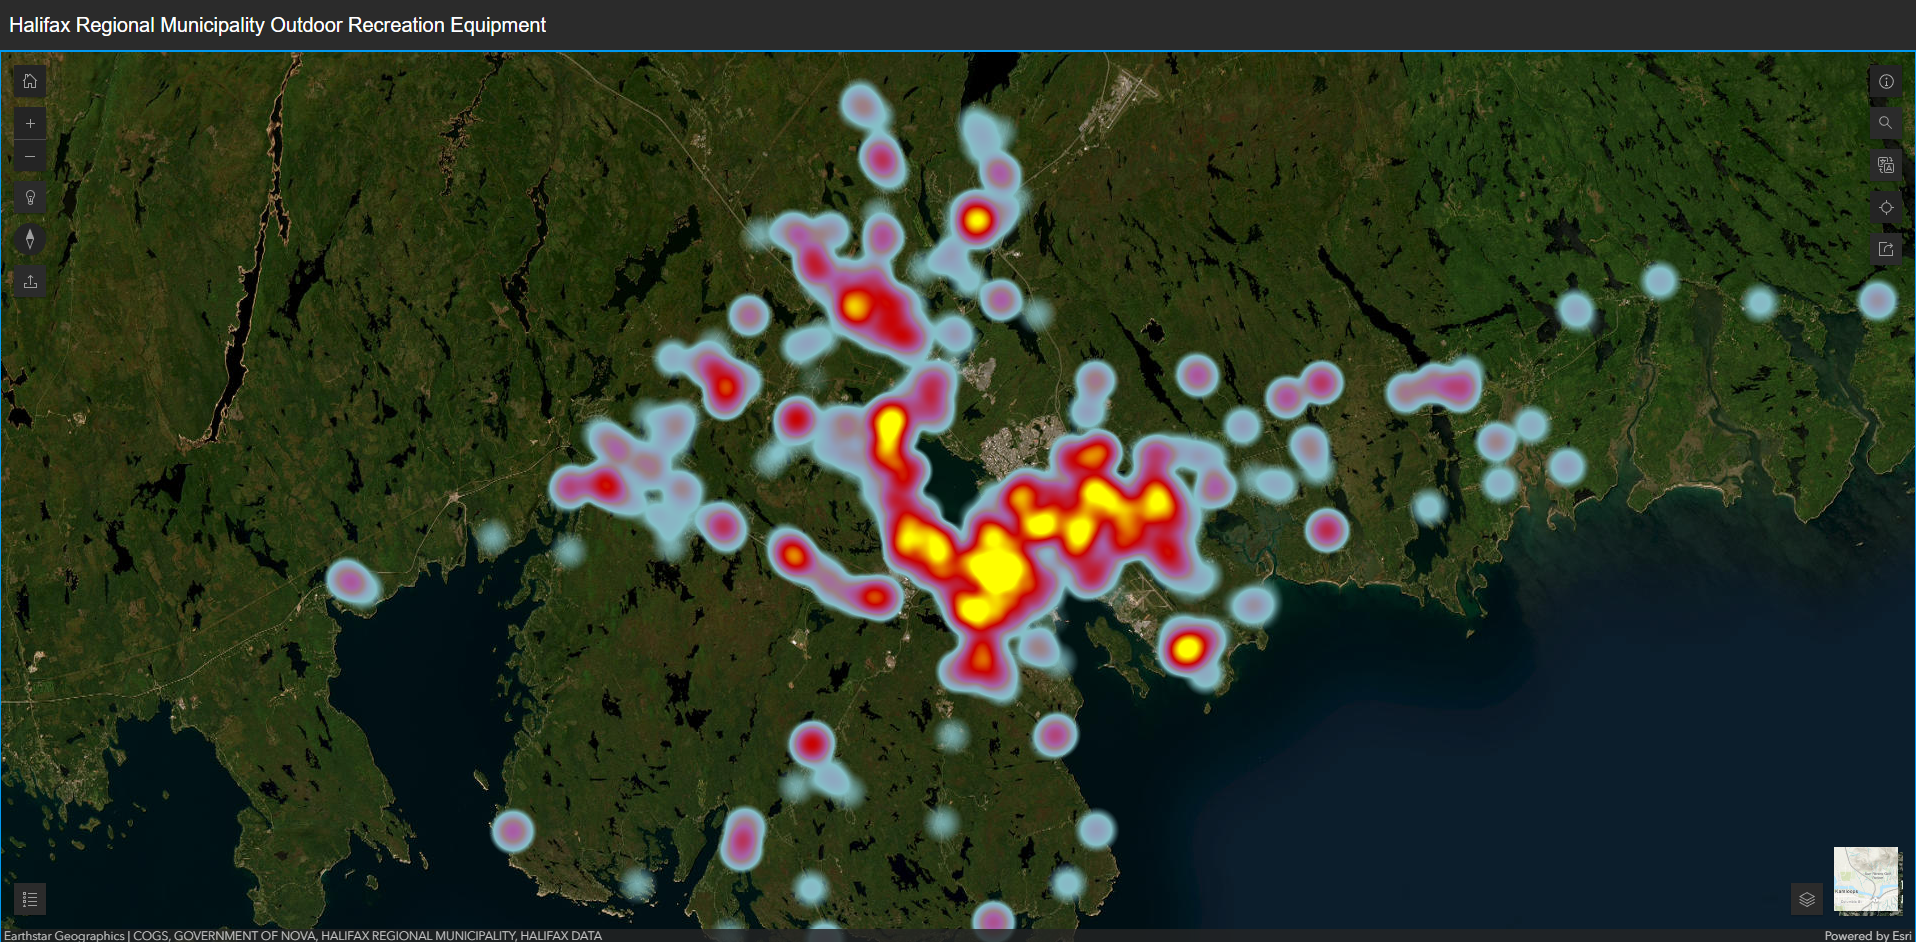 Halifax Regional Municipality Outdoor Recreation Equipment
Kamloops
Earthstar Geographics | COGS, GOVERNMENT OF NOVA, HALIFAX REGIONAL MUNICIPALITY, HALIFAX DATA
Powered by Esri